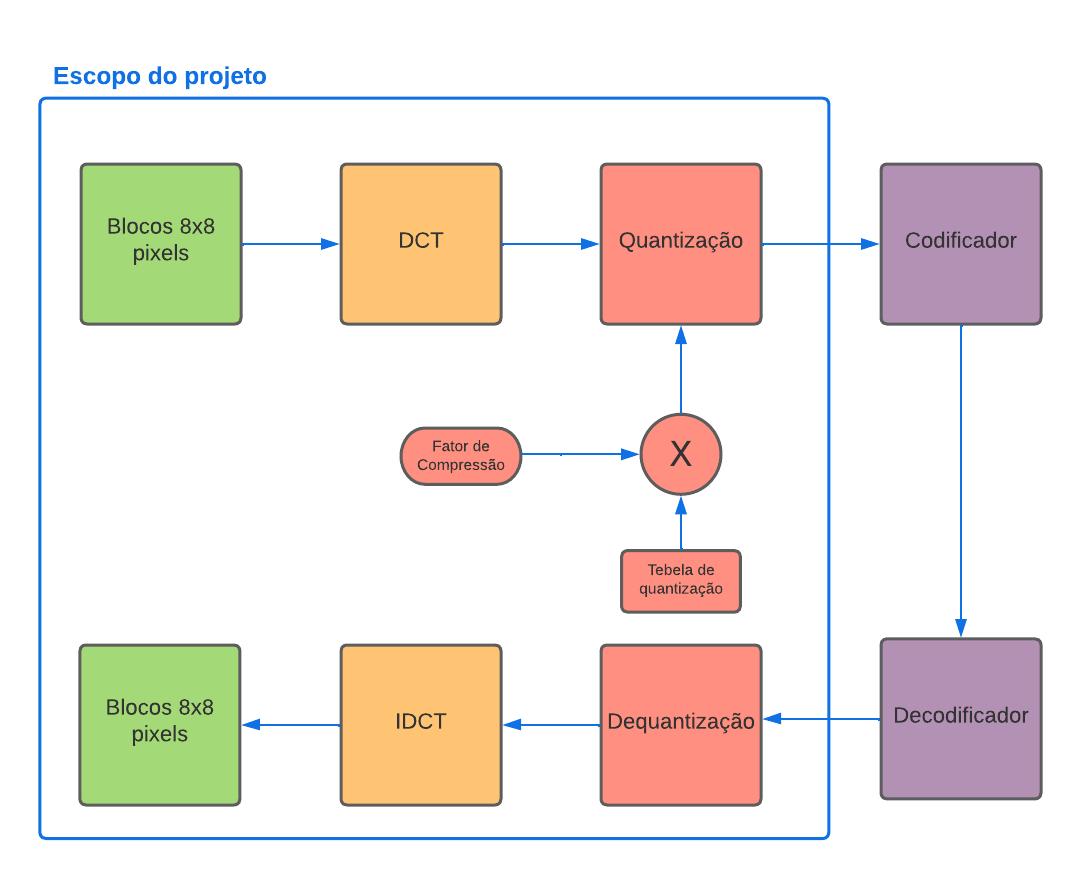 Escopo do projeto
Blocos 8x8
pixels
DCT
Quantização
Codificador
Fator de
Compressão
X
Tebela de
quantização
Blocos 8x8
pixels
IDCT
Dequantização
Decodificador